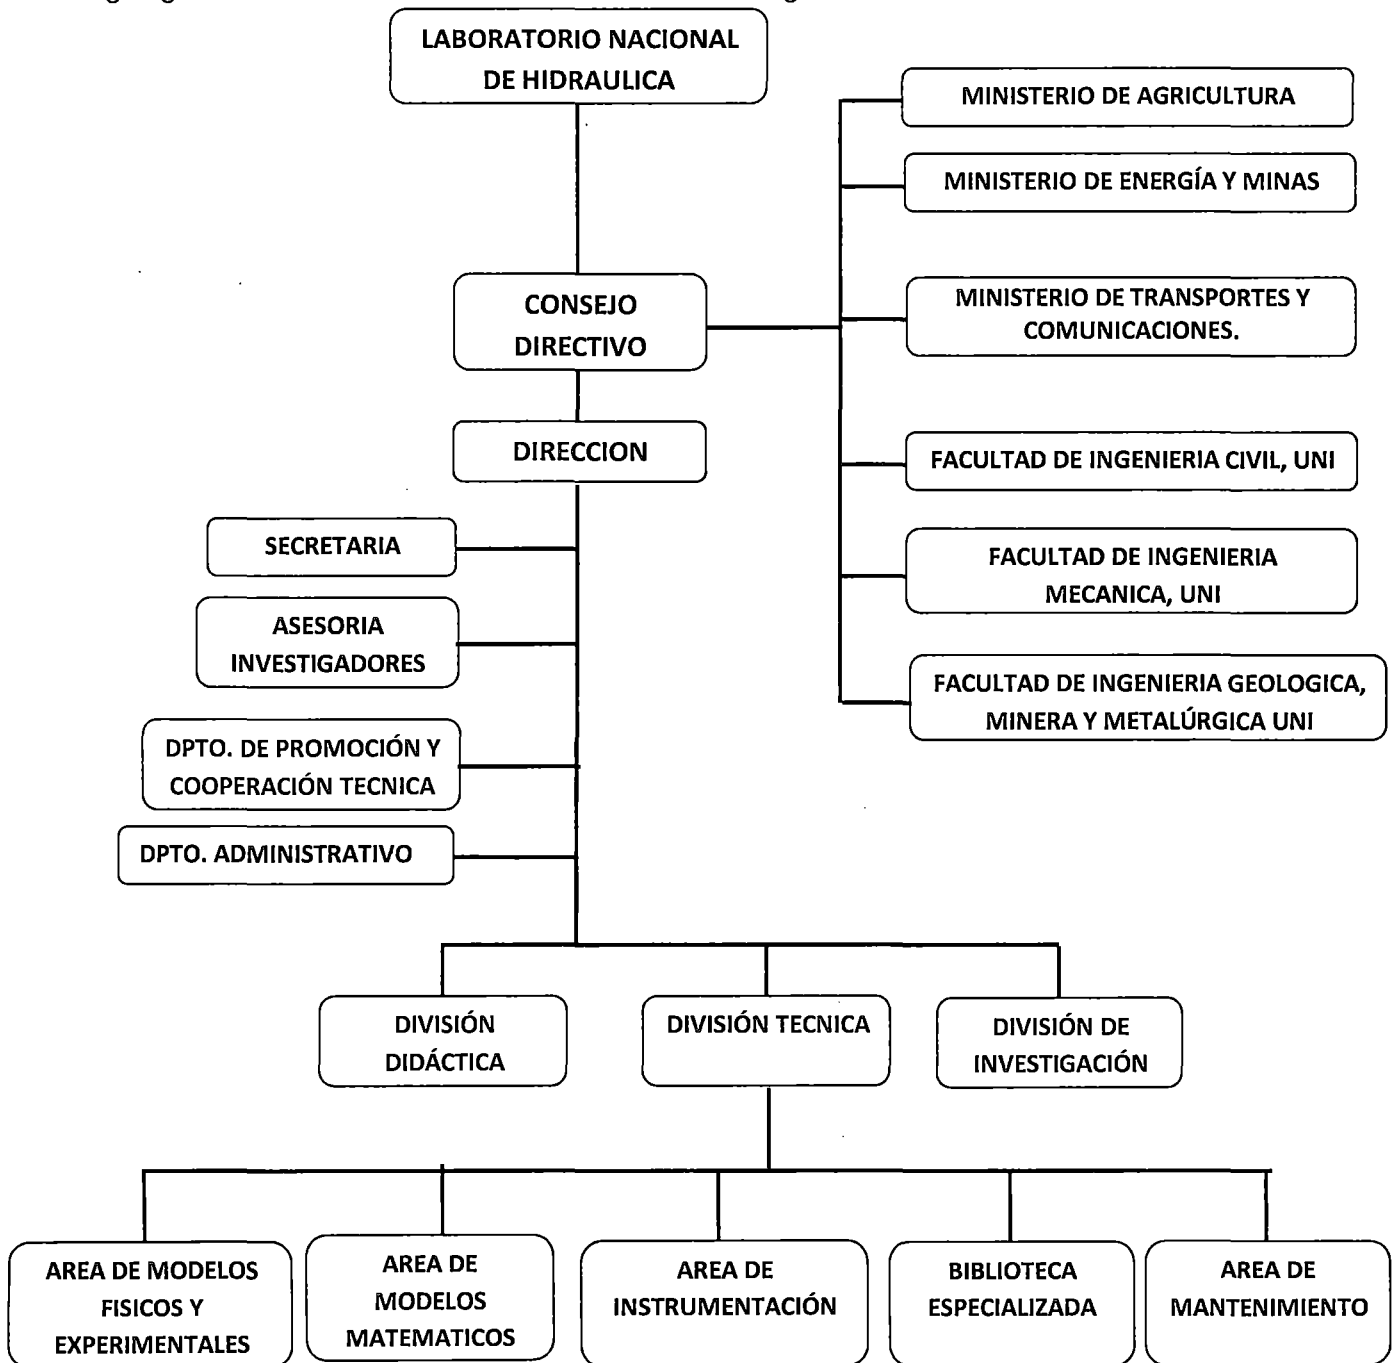 LABORATORIO NACIONAL
DE HIDRAULICA
MINISTERIO DE AGRICULTURA
MINISTERIO DE ENERGÍA Y MINAS
MINISTERIO DE TRANSPORTES Y
COMUNICACIONES.
CONSEJO
DIRECTIVO
DIRECCION
FACULTAD DE INGENIERIA CIVIL, UNI
SECRETARIA
FACULTAD DE INGENIERIA
MECANICA, UNI
ASESORIA
INVESTIGADORES
FACULTAD DE INGENIERIA GEOLOGICA,
MINERA Y METALÚRGICA UNI
DPTO. DE PROMOCIÓN Y
COOPERACIÓN TECNICA
DPTO. ADMINISTRATIVO
DIVISIÓN
DIDÁCTICA
DIVISIÓN TECNICA
DIVISIÓN DE
INVESTIGACIÓN
AREA DE MODELOS
FISICOS Y
EXPERIMENTALES
AREA DE
MODELOS
MATEMATICOS
AREA DE
INSTRUMENTACIÓN
BIBLIOTECA
ESPECIALIZADA
AREA DE
MANTENIMIENTO